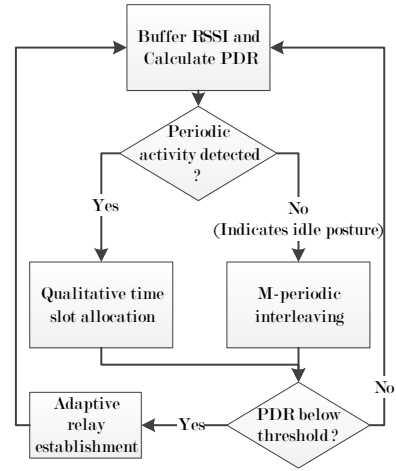 Buffer RSSI and
Calculate PDR
Periodic
activity detected
?
Yes
No
(Indicates idle posture)
Qualitative time
slot allocation
M-periodic
interleaving
Adaptive
relay
establishment
Yes
PDR below
threshold?
No